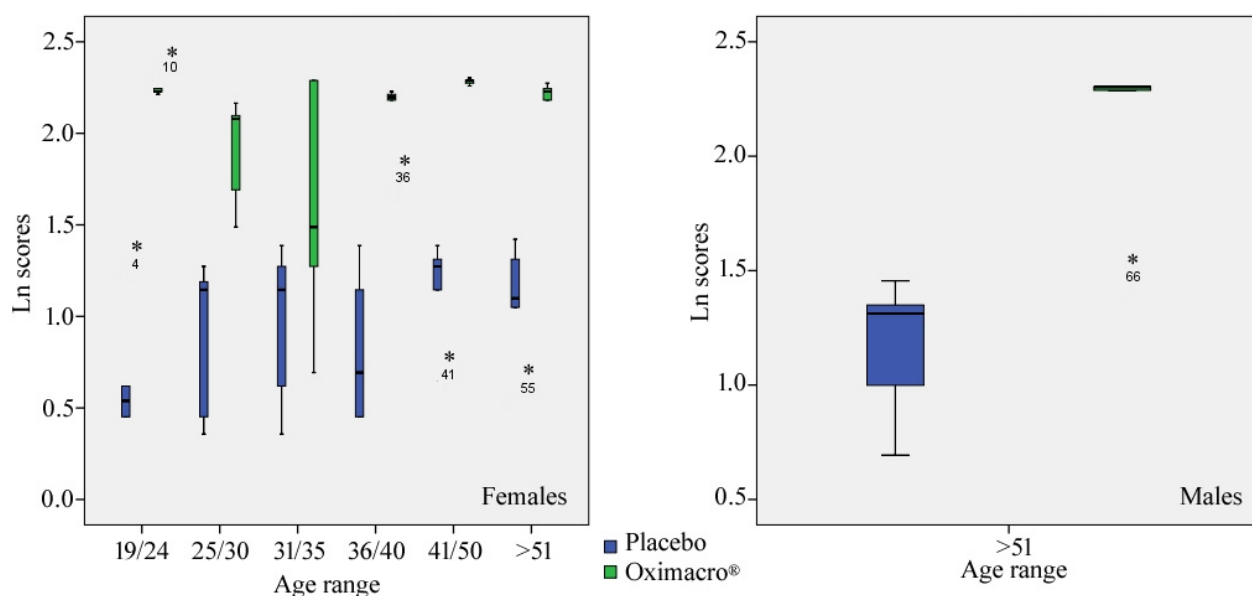 Ln scores
2.5
2.0
1.5
1.0
0.5
0.0
*
10
*
4
*
36
*
41
*
55
Females
19/24 25/30 31/35 36/40 41/50 >51
Age range
Placebo
Oximacro®
Ln scores
2.5
2.0
1.5
1.0
0.5
*
66
Males
>51
Age range